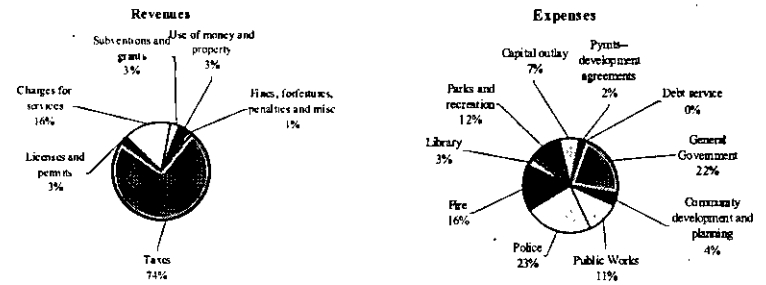 Revenues
Subventions and
grants
3%
Use of money and
property
3%
Charges for
services
16%
Fines, forfeitures,
penalties and misc
1%
Licenses and
permits
3%
Taxes
74%
Expenses
Capital outlay
7%
Pymts—
development
agreements
2%
Parks and
recreation
12%
Debt service
0%
Library
3%
General
Government
22%
Fire
16%
Community
development and
planning
4%
Police
23%
Public Works
11%